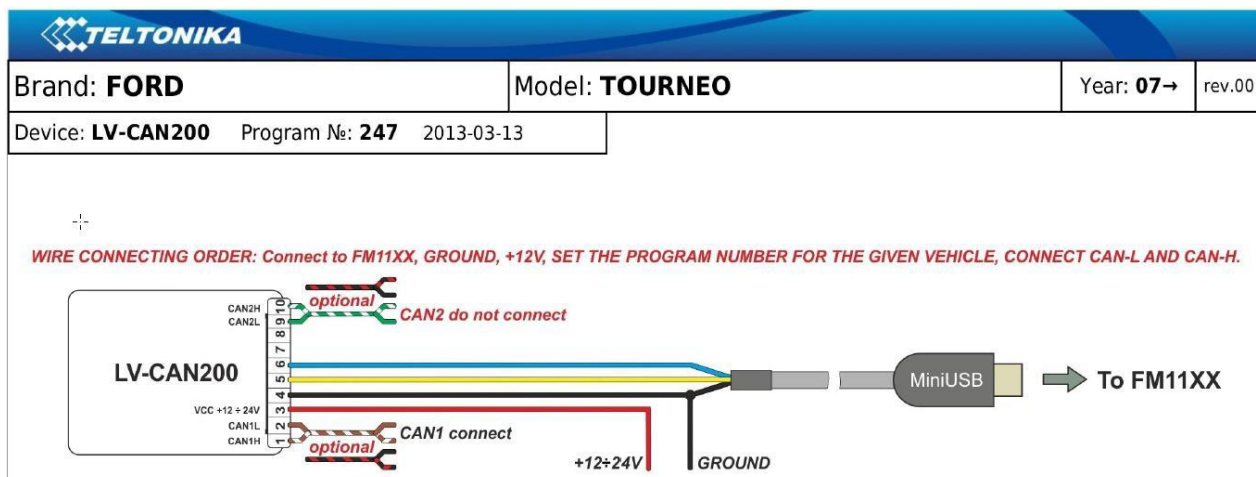 TELTONIKA
Brand: FORD Model: TOURNEO Year: 07→ rev.00
Device: LV-CAN200 Program №: 247 2013-03-13
WIRE CONNECTING ORDER: Connect to FM11XX, GROUND, +12V, SET THE PROGRAM NUMBER FOR THE GIVEN VEHICLE, CONNECT CAN-L AND CAN-H.
optional
CAN2H 10
CAN2L 9
CAN2 do not connect
8
7
6
LV-CAN200
5
MiniUSB
To FM11XX
4
VCC +12 ÷ 24V 3
CAN1L 2
CAN1 connect
CAN1H 1
optional
+12÷24V
GROUND